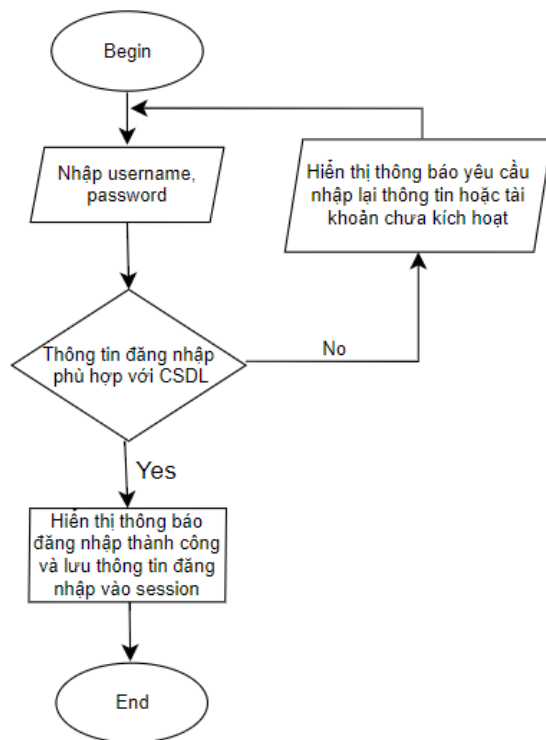 Begin
Nhập username,
password
Hiển thị thông báo yêu cầu
nhập lại thông tin hoặc tài
khoản chưa kích hoạt
Thông tin đăng nhập
phù hợp với CSDL
No
Yes
Hiển thị thông báo
đăng nhập thành công
và lưu thông tin đăng
nhập vào session
End